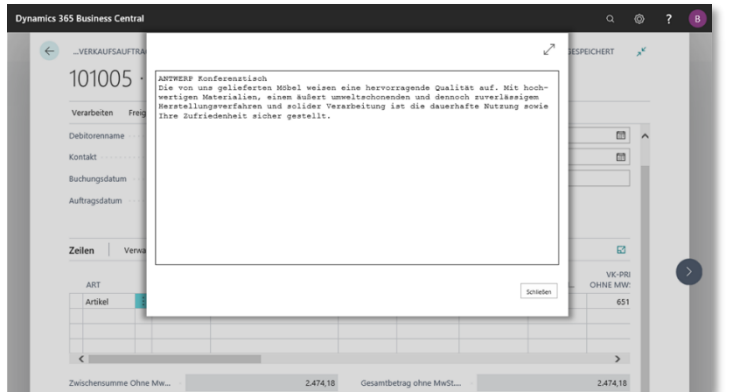 Dynamics 365 Business Central
?
B
...VERKAUFSAUFTRA
GESPEICHERT
101005 ·
Verarbeiten Freig
Debitorenname
Kontakt
Buchungsdatum
Auftragsdatum
ANTWERP Konferenztisch
Die von uns gelieferten Möbel weisen eine hervorragende Qualität auf. Mit hoch-
wertigen Materialien, einem äußert umweltschonenden und dennoch zuverlässigem
Herstellungsverfahren und solider Verarbeitung ist die dauerhafte Nutzung sowie
Ihre Zufriedenheit sicher gestellt.
Schließen
Zeilen Verwa
ART
VK-PRI
OHNE MW
Artikel
651
Zwischensumme Ohne Mw... 2.474,18 Gesamtbetrag ohne MwSt.... 2.474,18